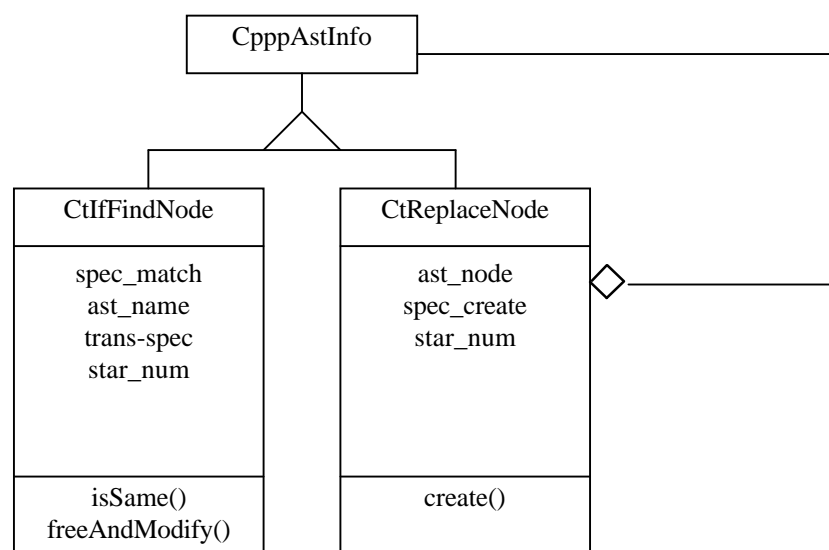 CpppAstInfo
CtIfFindNode
spec_match
ast_name
trans-spec
star_num
isSame()
freeAndModify()
CtReplaceNode
ast_node
spec_create
star_num
create()